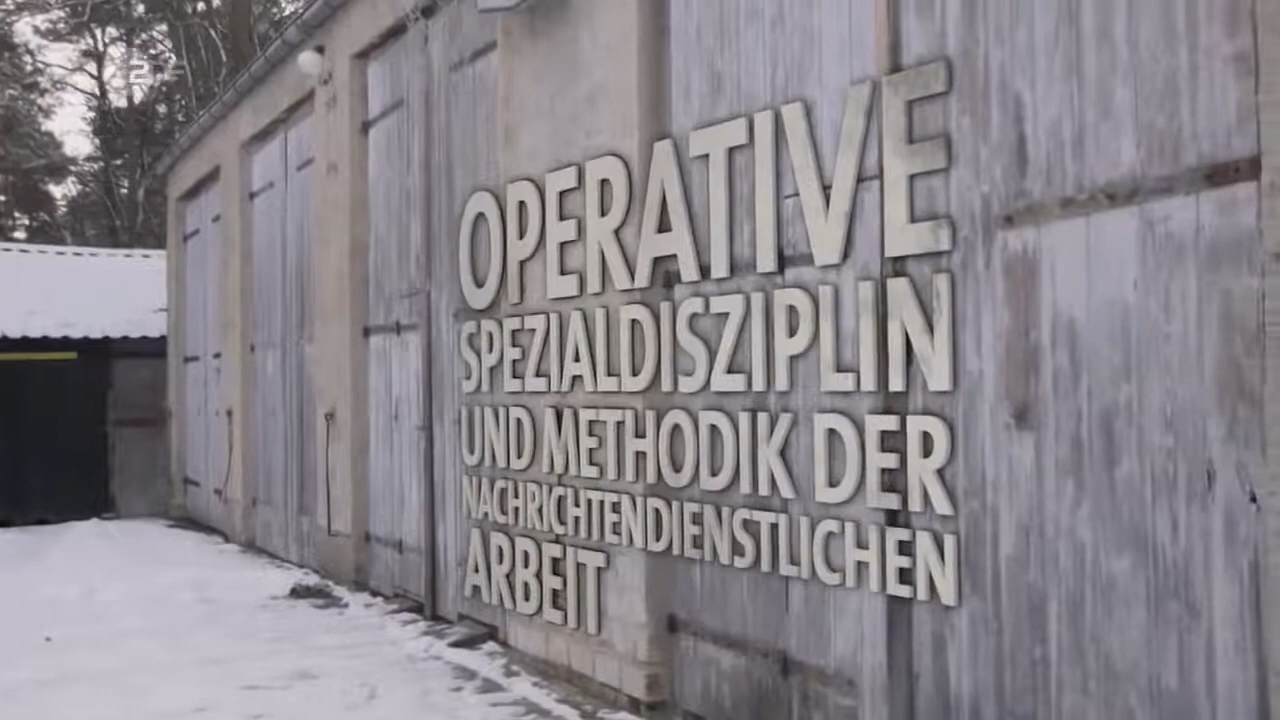 OPERATIVE
SPEZIALDISZIPLIN
UND METHODIK DER
NACHRICHTENDIENSTLICHEN
ARBEIT